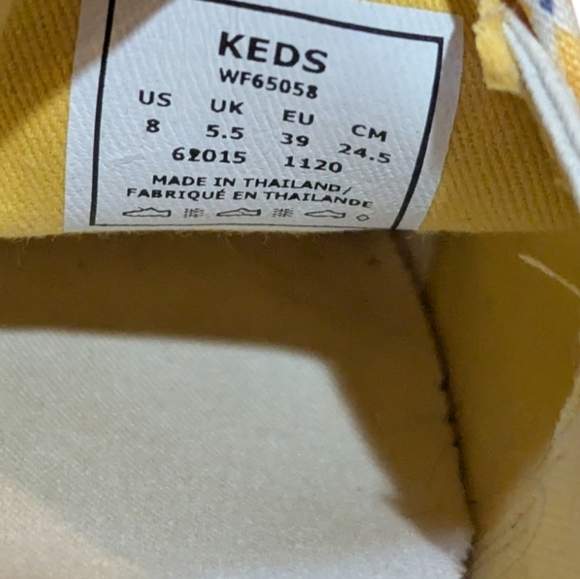 KEDS
WF65058
US UK EU CM
8 5.5 39 24.5
62015 1120
MADE IN THAILAND/
FABRIQUÉ EN THAILANDE